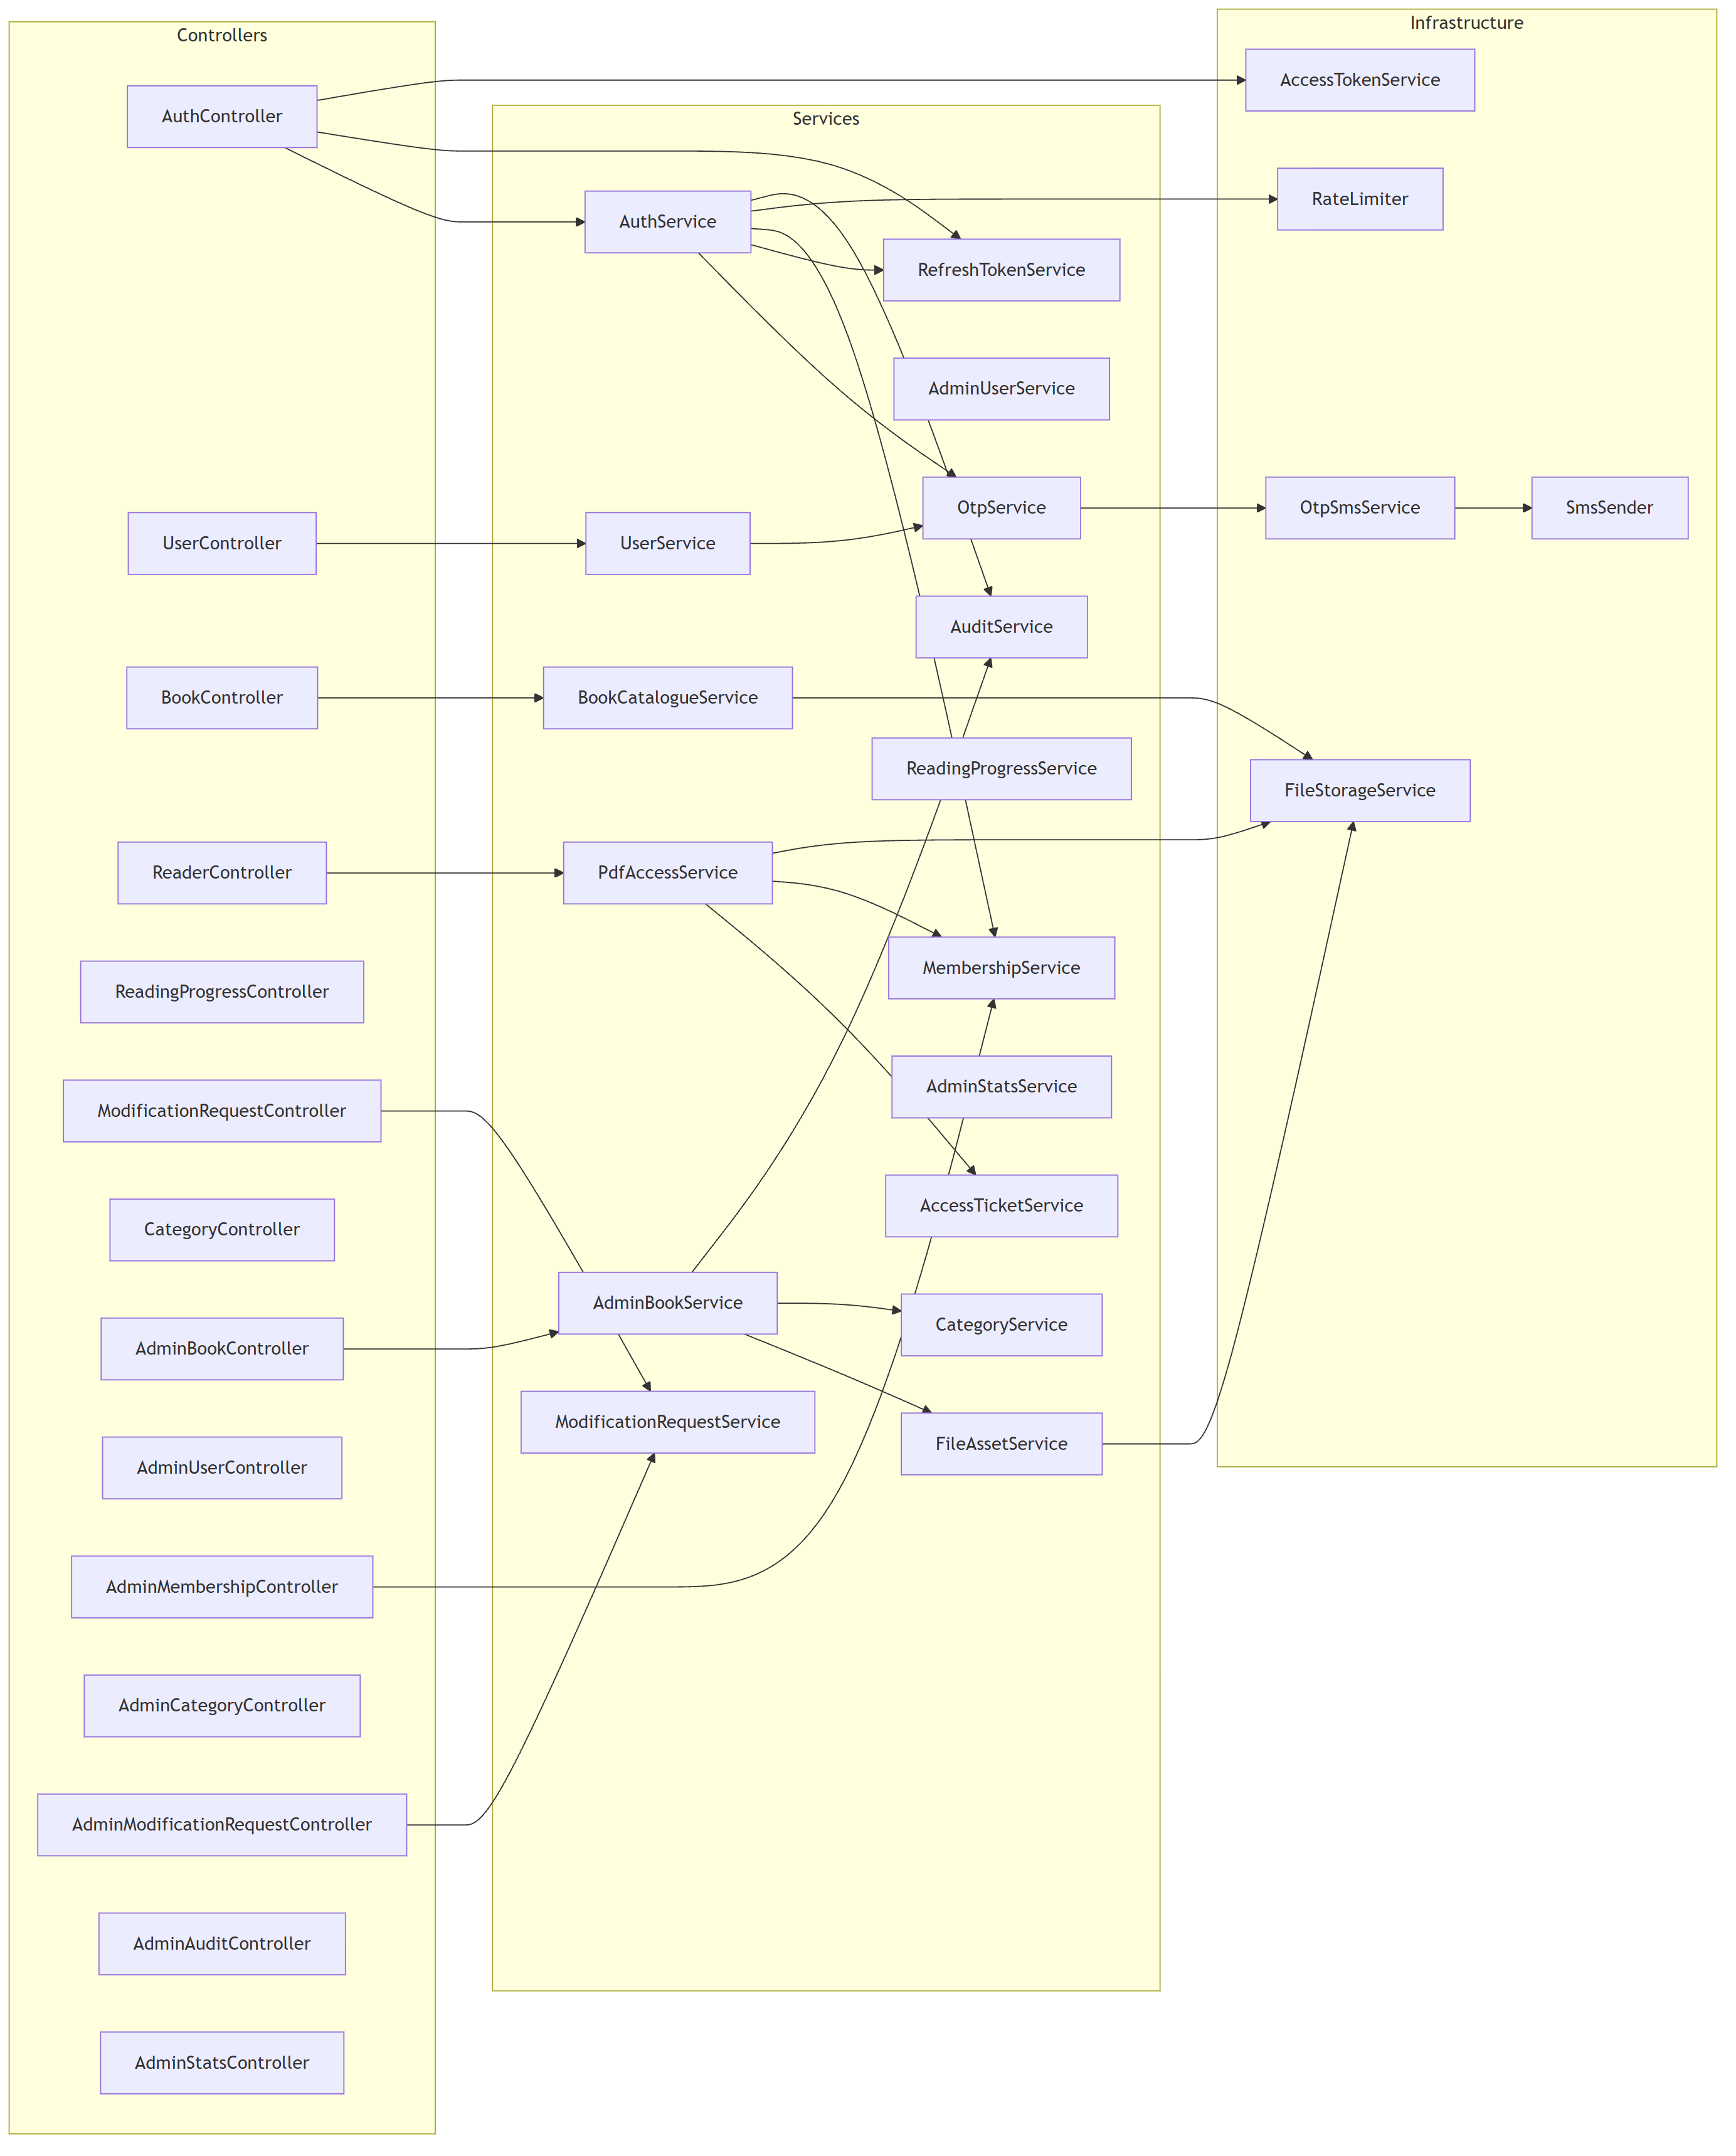 Controllers
AuthController
UserController
BookController
ReaderController
ReadingProgressController
ModificationRequestController
CategoryController
AdminBookController
AdminUserController
AdminMembershipController
AdminCategoryController
AdminModificationRequestController
AdminAuditController
AdminStatsController
Services
AuthService
RefreshTokenService
AdminUserService
OtpService
UserService
AuditService
BookCatalogueService
ReadingProgressService
PdfAccessService
MembershipService
AdminStatsService
AccessTicketService
AdminBookService
CategoryService
ModificationRequestService
FileAssetService
Infrastructure
AccessTokenService
RateLimiter
OtpSmsService
SmsSender
FileStorageService